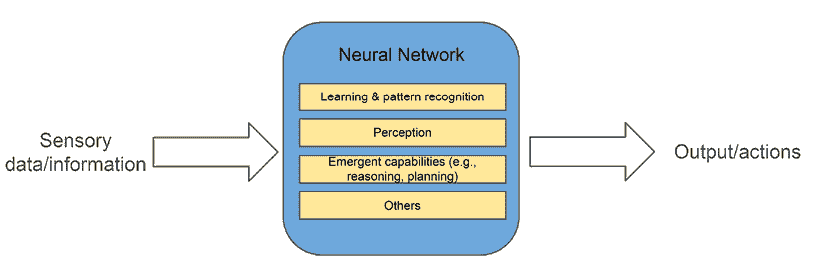 Neural Network
Learning & pattern recognition
Perception
Emergent capabilities (e.g.,
reasoning, planning)
Others
Sensory
data/information
Output/actions